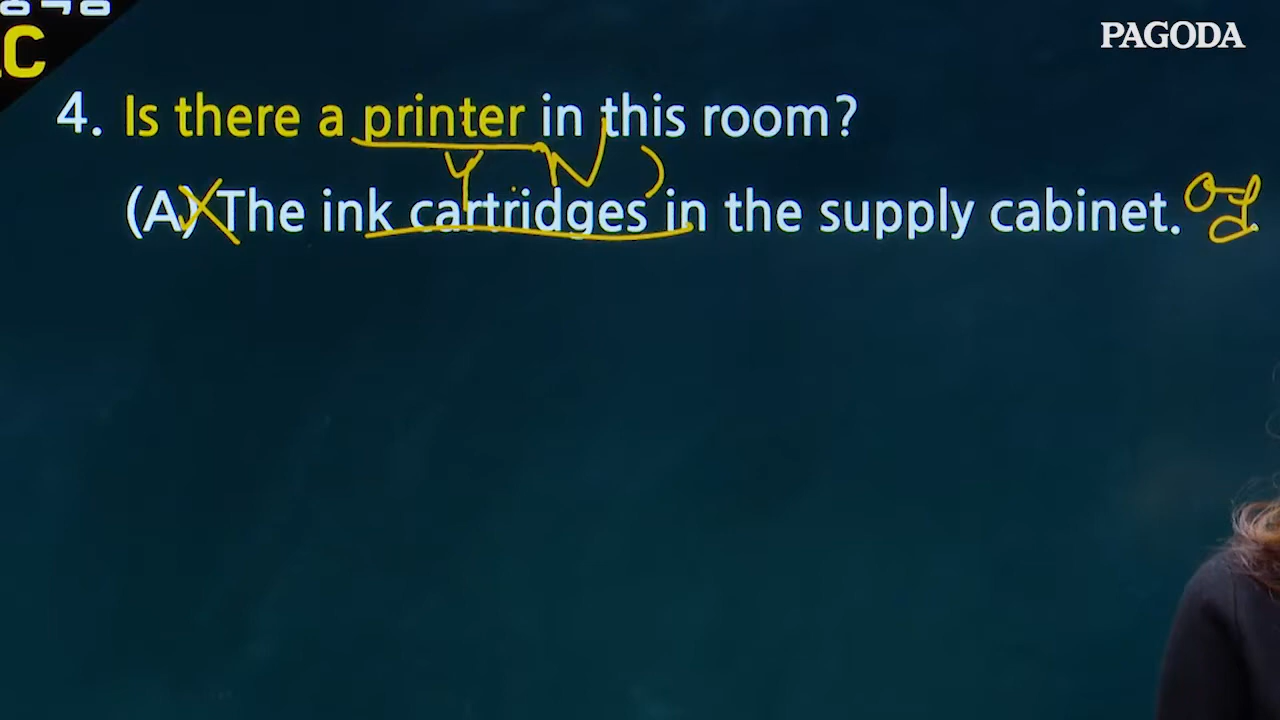 PAGODA
C
4. Is there a printer in this room?
Y N
(A) The ink cartridges in the supply cabinet.